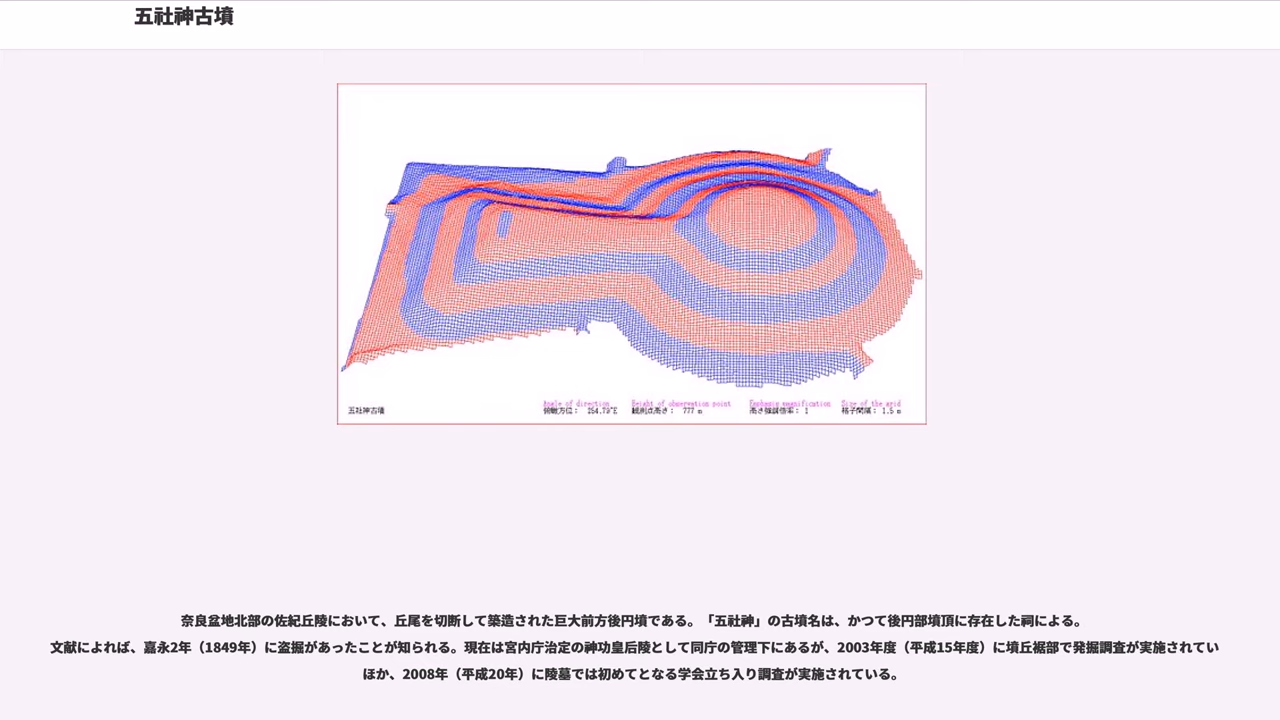 五社神古墳
Angle of direction Height of observation point Emphasis magnification Size of the grid
五社神古墳 俯瞰方位： 154.79°E 観測点高さ： 777 m 高さ強調倍率： 1 格子間隔： 1.5 m
奈良盆地北部の佐紀丘陵において、丘尾を切断して築造された巨大前方後円墳である。「五社神」の古墳名は、かつて後円部墳頂に存在した祠による。
文献によれば、嘉永2年（1849年）に盗掘があったことが知られる。現在は宮内庁治定の神功皇后陵として同庁の管理下にあるが、2003年度（平成15年度）に墳丘裾部で発掘調査が実施されてい
ほか、2008年（平成20年）に陵墓では初めてとなる学会立ち入り調査が実施されている。